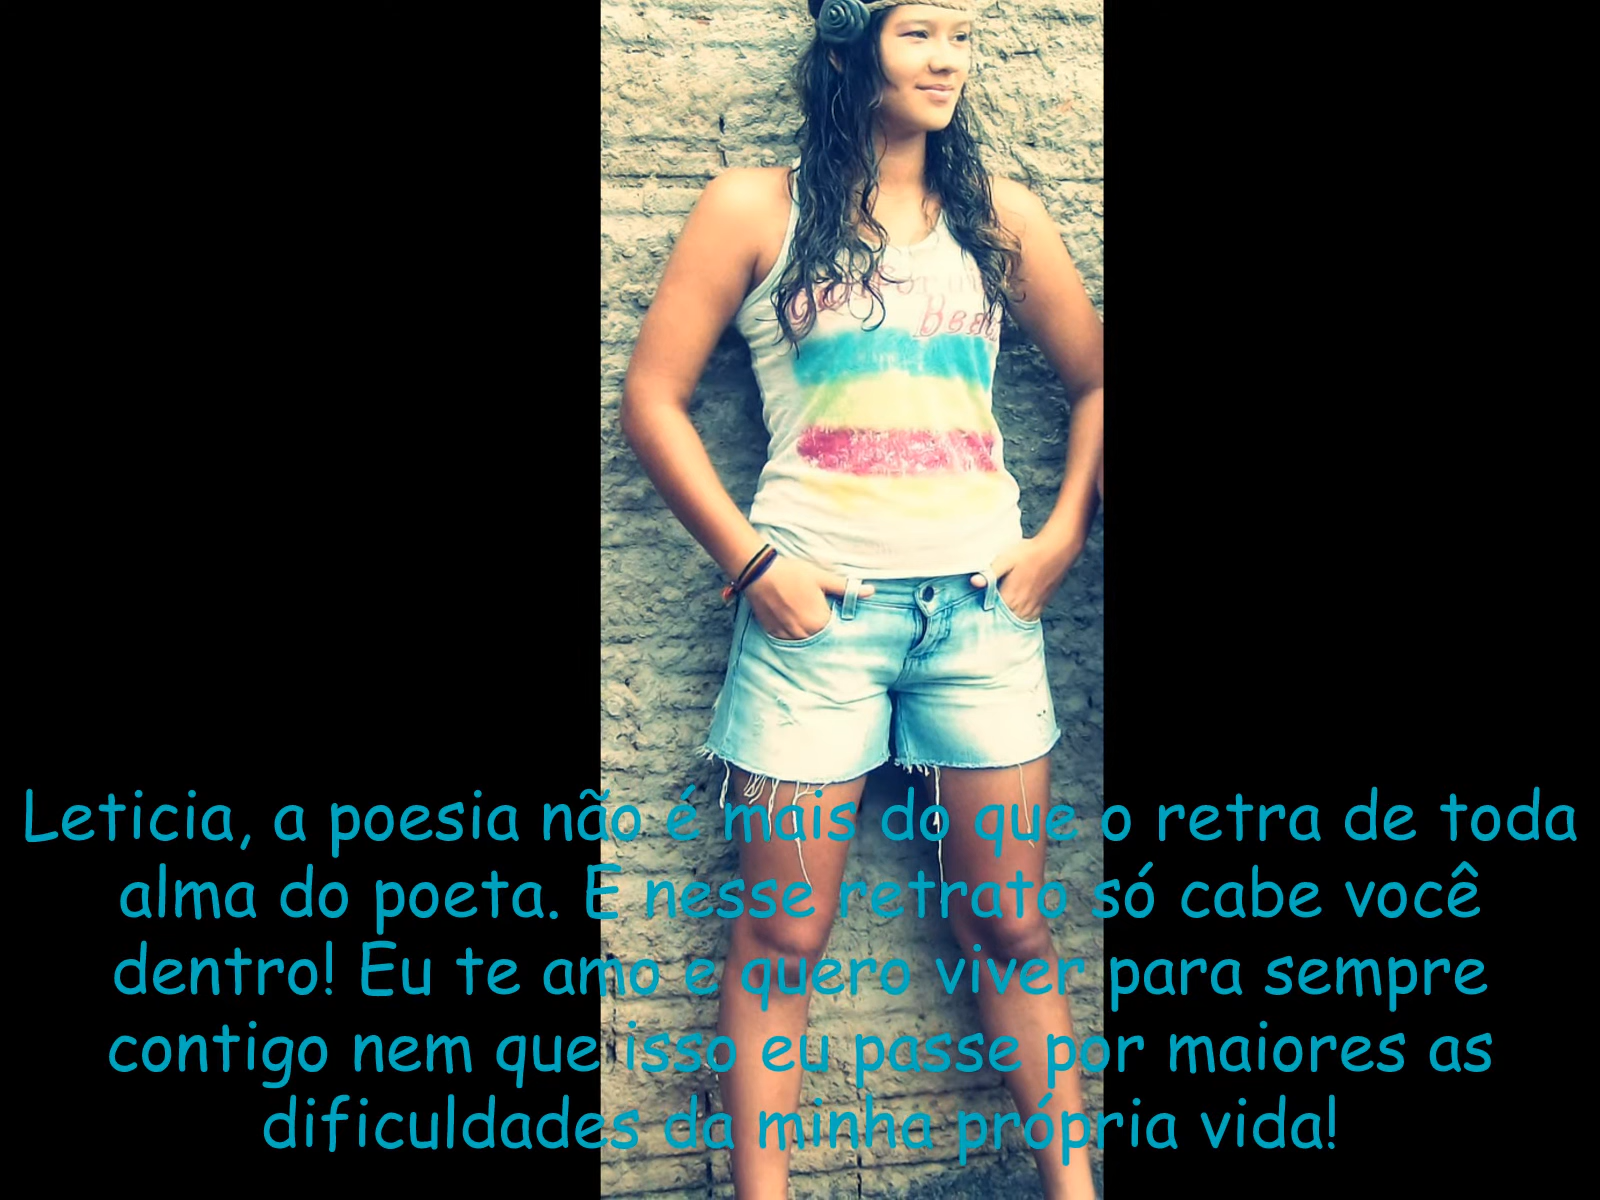 Beac
Leticia, a poesia não é mais do que o retra de toda
alma do poeta. E nesse retrato só cabe você
dentro! Eu te amo e quero viver para sempre
contigo nem que isso eu passe por maiores as
dificuldades da minha própria vida!